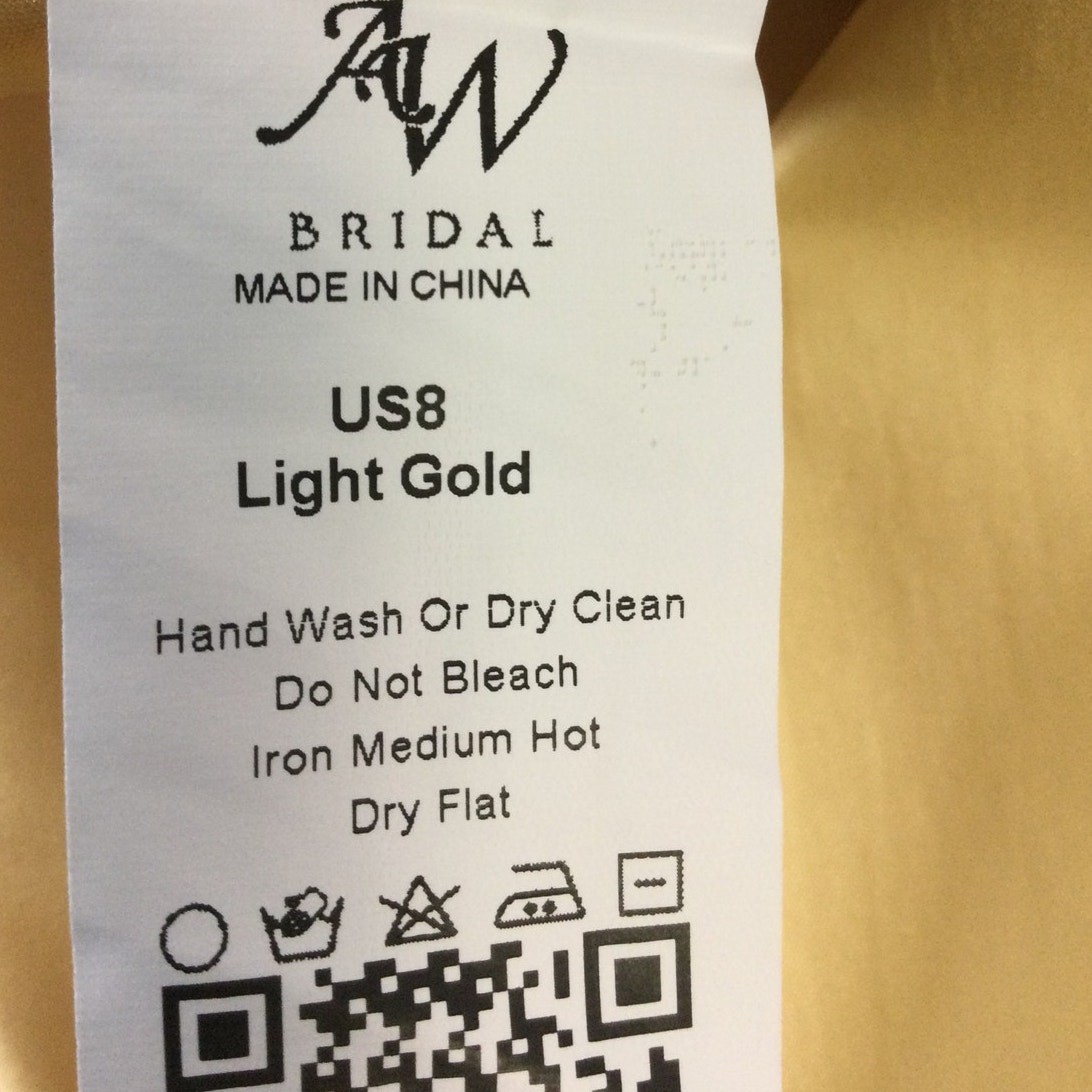 AW
BRIDAL
MADE IN CHINA
US8
Light Gold
Hand Wash Or Dry Clean
Do Not Bleach
Iron Medium Hot
Dry Flat